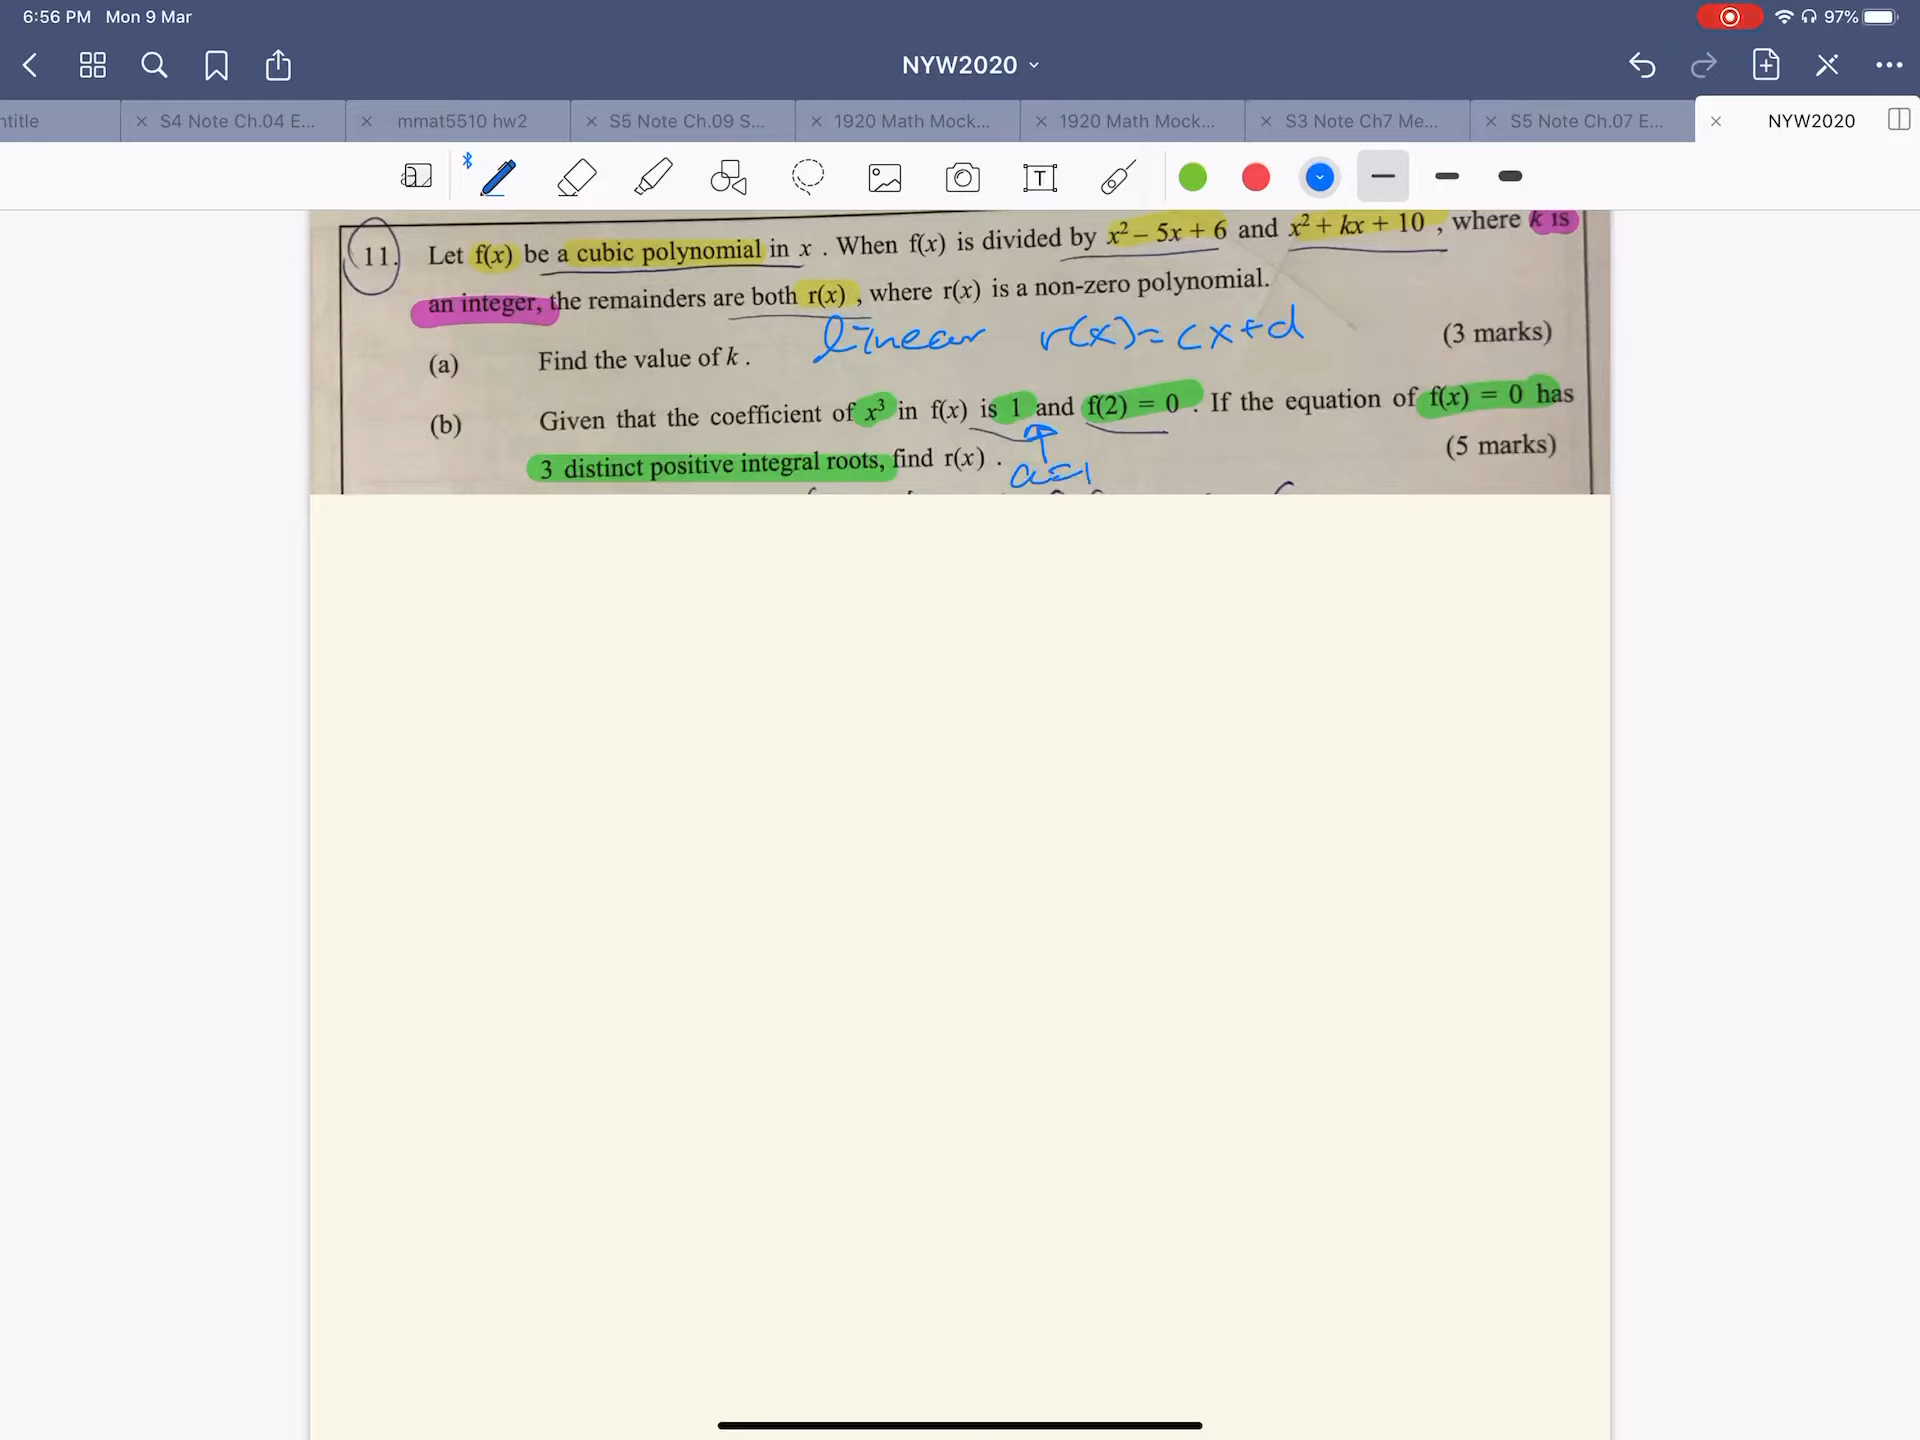 6:56 PM Mon 9 Mar
97%
NYW2020
ntitle
S4 Note Ch.04 E...
mmat5510 hw2
S5 Note Ch.09 S...
1920 Math Mock...
1920 Math Mock...
S3 Note Ch7 Me...
S5 Note Ch.07 E...
NYW2020
11. Let f(x) be a cubic polynomial in x . When f(x) is divided by x² – 5x + 6 and x² + kx + 10 , where k is
an integer, the remainders are both r(x) , where r(x) is a non-zero polynomial.
linear r(x)= cx+d
(a) Find the value of k . (3 marks)
(b) Given that the coefficient of x³ in f(x) is 1 and f(2) = 0 . If the equation of f(x) = 0 has
3 distinct positive integral roots, find r(x) . (5 marks)
a=1